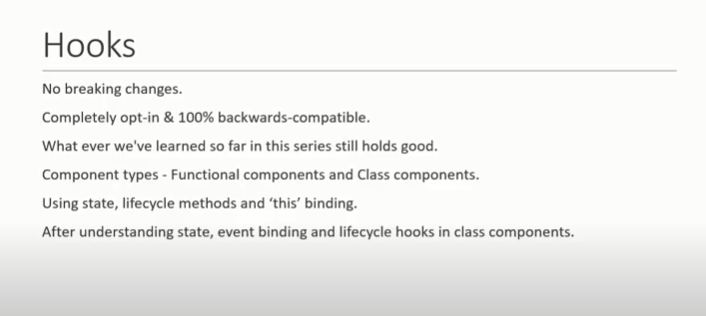 Hooks
No breaking changes.
Completely opt-in & 100% backwards-compatible.
What ever we've learned so far in this series still holds good.
Component types - Functional components and Class components.
Using state, lifecycle methods and ‘this’ binding.
After understanding state, event binding and lifecycle hooks in class components.